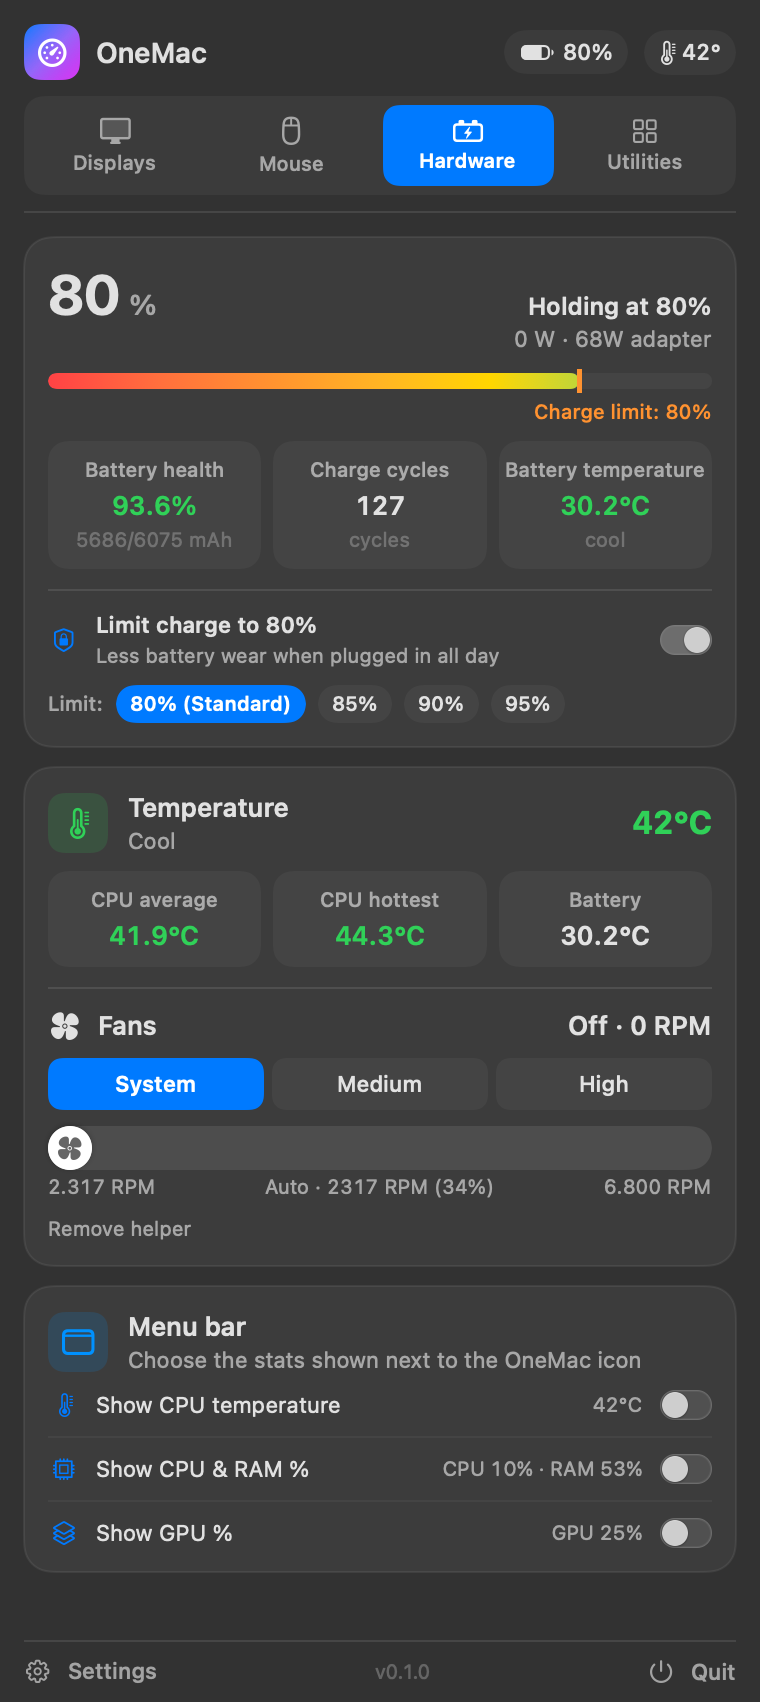 OneMac
80%
42°
Displays
Mouse
Hardware
Utilities
80 %
Holding at 80%
0 W · 68W adapter
Charge limit: 80%
Battery health
93.6%
5686/6075 mAh
Charge cycles
127
cycles
Battery temperature
30.2°C
cool
Limit charge to 80%
Less battery wear when plugged in all day
Limit: 80% (Standard) 85% 90% 95%
Temperature
Cool
42°C
CPU average
41.9°C
CPU hottest
44.3°C
Battery
30.2°C
Fans
Off · 0 RPM
System
Medium
High
2.317 RPM
Auto · 2317 RPM (34%)
6.800 RPM
Remove helper
Menu bar
Choose the stats shown next to the OneMac icon
Show CPU temperature 42°C
Show CPU & RAM % CPU 10% · RAM 53%
Show GPU % GPU 25%
Settings
v0.1.0
Quit